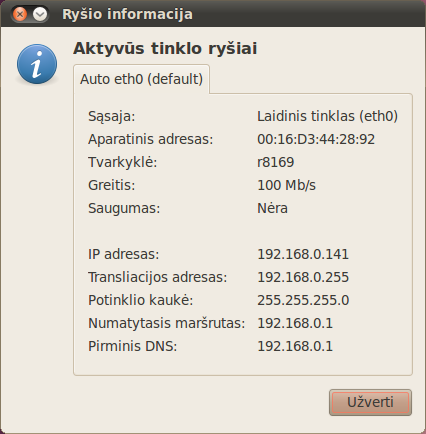 Ryšio informacija
Aktyvūs tinklo ryšiai
Auto eth0 (default)
Sąsaja: Laidinis tinklas (eth0)
Aparatinis adresas: 00:16:D3:44:28:92
Tvarkyklė: r8169
Greitis: 100 Mb/s
Saugumas: Nėra
IP adresas: 192.168.0.141
Transliacijos adresas: 192.168.0.255
Potinklio kaukė: 255.255.255.0
Numatytasis maršrutas: 192.168.0.1
Pirminis DNS: 192.168.0.1
Užverti